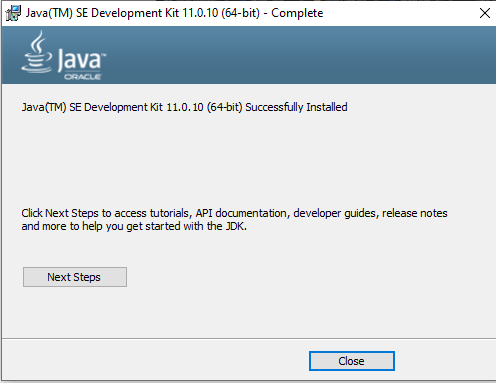 Java(TM) SE Development Kit 11.0.10 (64-bit) - Complete
Java™
ORACLE
Java(TM) SE Development Kit 11.0.10 (64-bit) Successfully Installed
Click Next Steps to access tutorials, API documentation, developer guides, release notes
and more to help you get started with the JDK.
Next Steps
Close